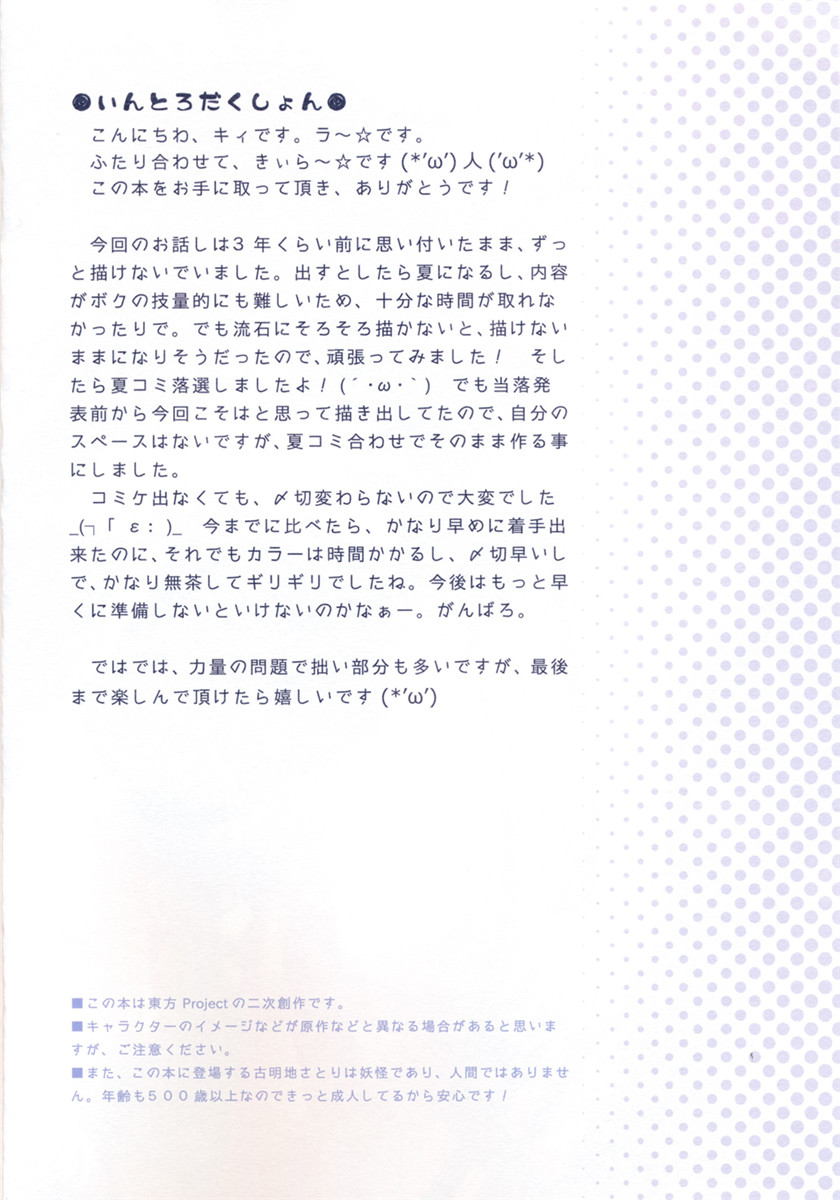 ●いんとろだくしょん●
こんにちわ、キィです。ラ～☆です。
ふたり合わせて、きぃら～☆です(*'ω')人('ω'*)
この本をお手に取って頂き、ありがとうです！
今回のお話しは3年くらい前に思い付いたまま、ずっ
と描けないでいました。出すとしたら夏になるし、内容
がボクの技量的にも難しいため、十分な時間が取れな
かったりで。でも流石にそろそろ描かないと、描けない
ままになりそうだったので、頑張ってみました！　そし
たら夏コミ落選しましたよ！(´･ω･`)　でも当落発
表前から今回こそはと思って描き出してたので、自分の
スペースはないですが、夏コミ合わせでそのまま作る事
にしました。
コミケ出なくても、〆切変わらないので大変でした
_(┐「 ε: )_　今までに比べたら、かなり早めに着手出
来たのに、それでもカラーは時間かかるし、〆切早いし
で、かなり無茶してギリギリでしたね。今後はもっと早
くに準備しないといけないのかなぁー。がんばろ。
ではでは、力量の問題で拙い部分も多いですが、最後
まで楽しんで頂けたら嬉しいです(*'ω')
■この本は東方Projectの二次創作です。
■キャラクターのイメージなどが原作などと異なる場合があると思いま
すが、ご注意ください。
■また、この本に登場する古明地さとりは妖怪であり、人間ではありませ
ん。年齢も500歳以上なのできっと成人してるから安心です！